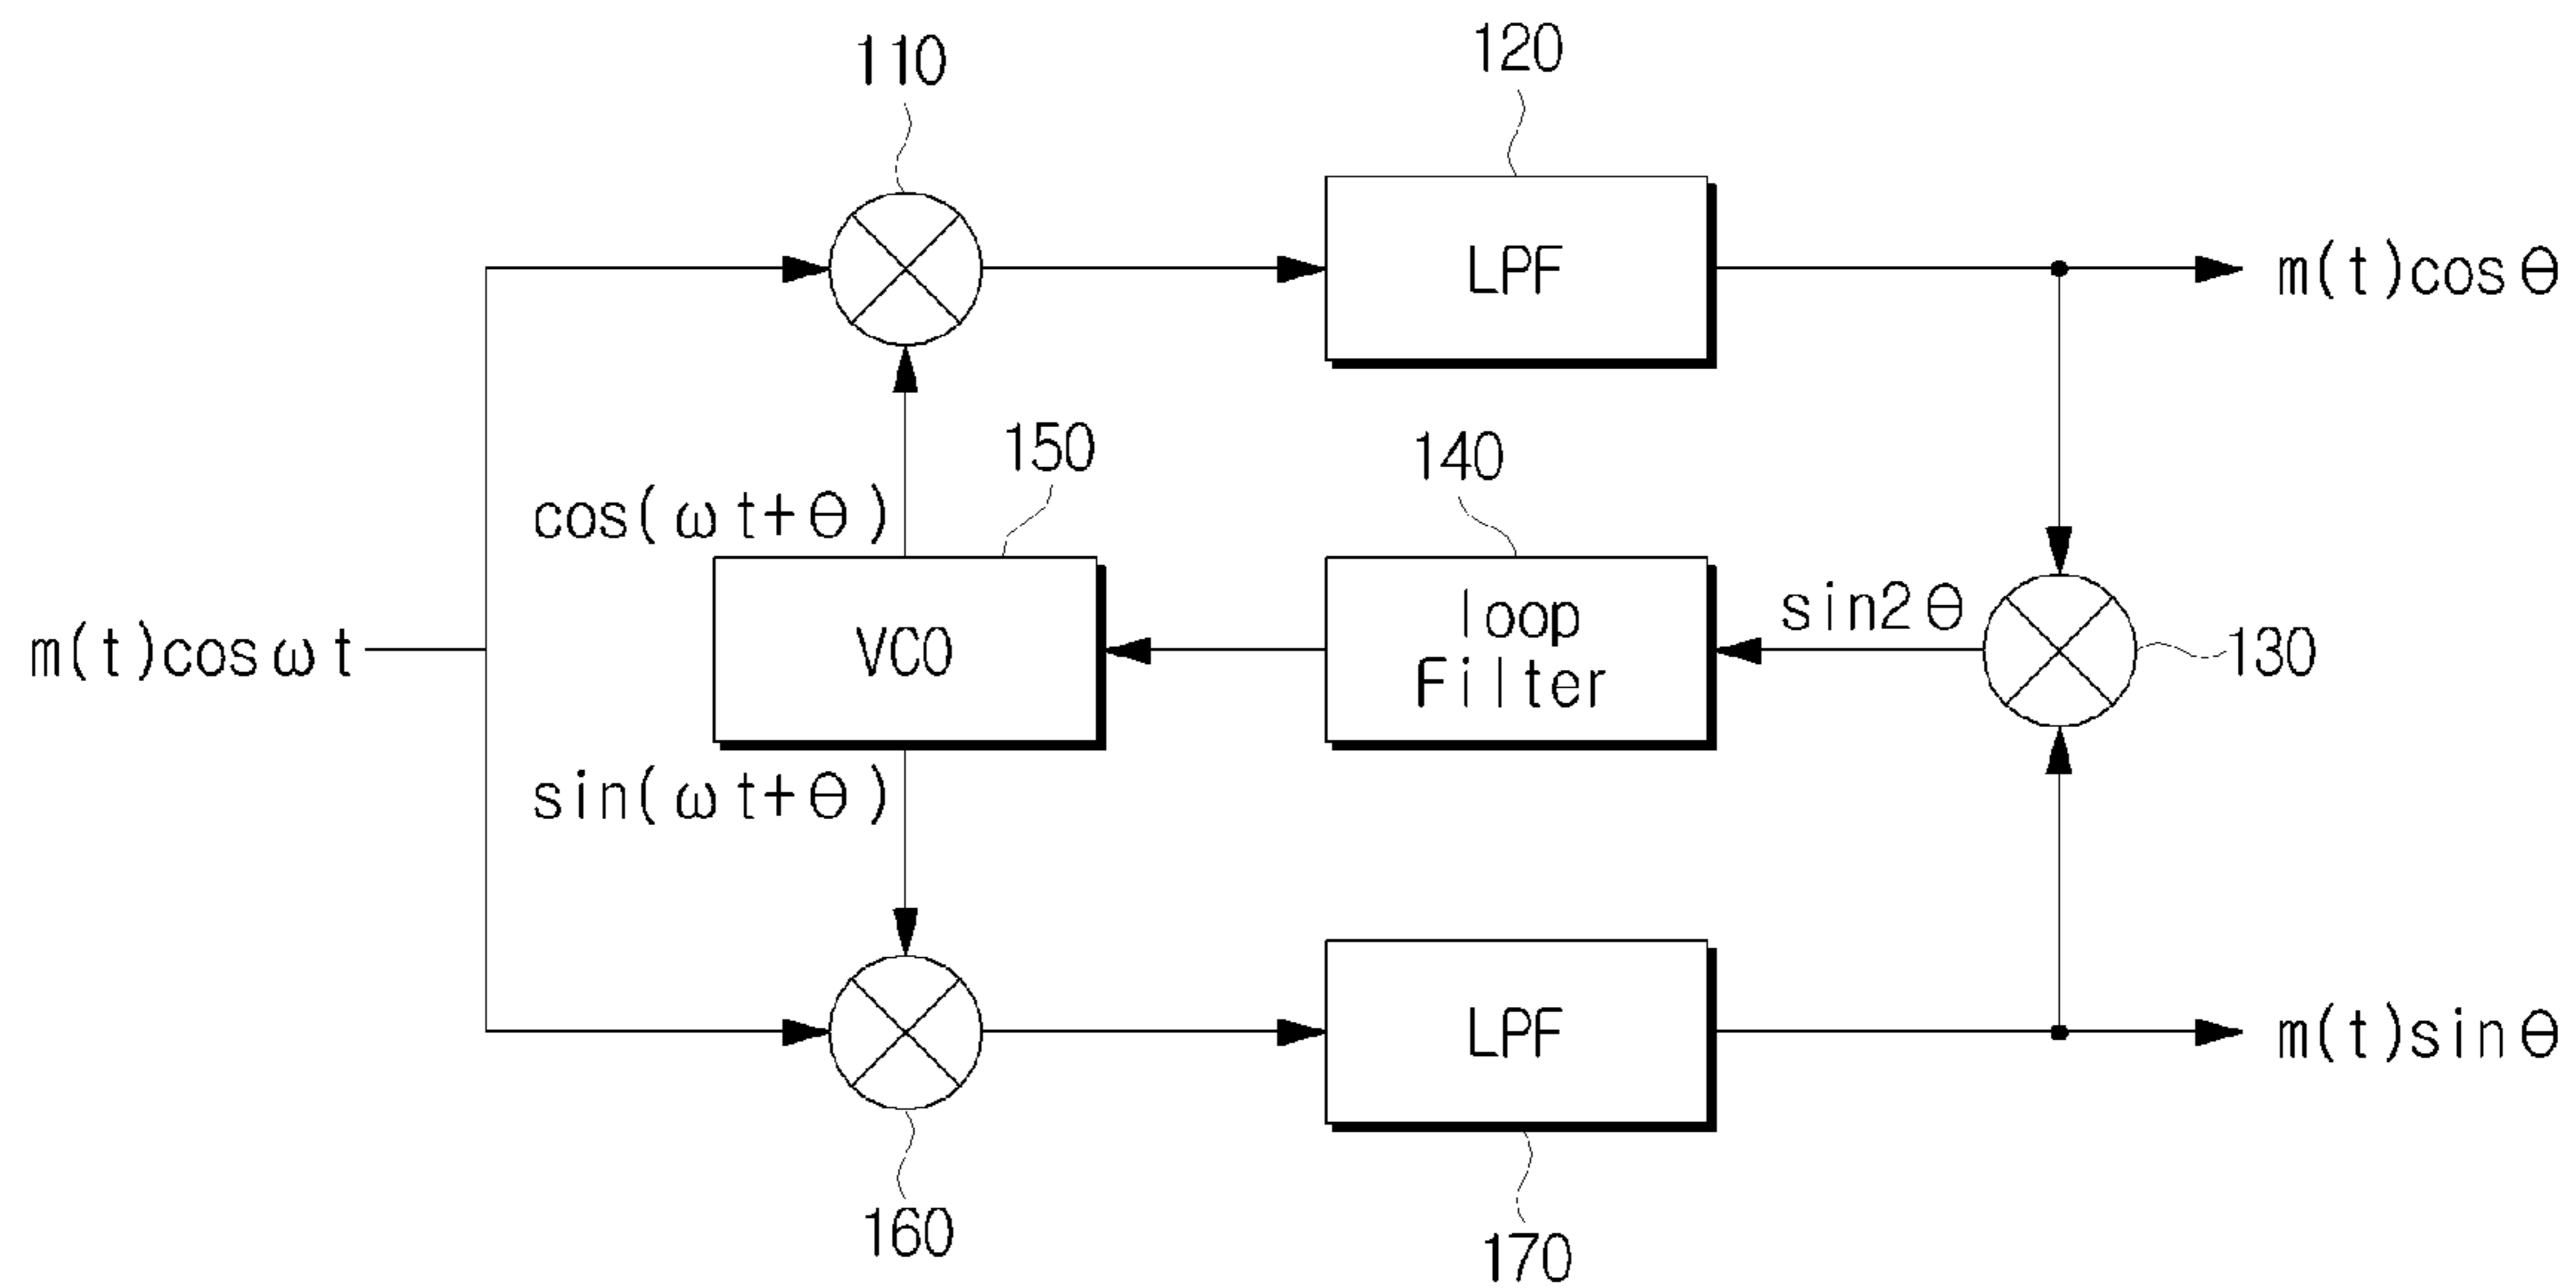 110
120
LPF
m(t)cosθ
150
140
cos(ωt+θ)
m(t)cosωt
VCO
loop
Filter
sin2θ
130
sin(ωt+θ)
LPF
m(t)sinθ
160
170